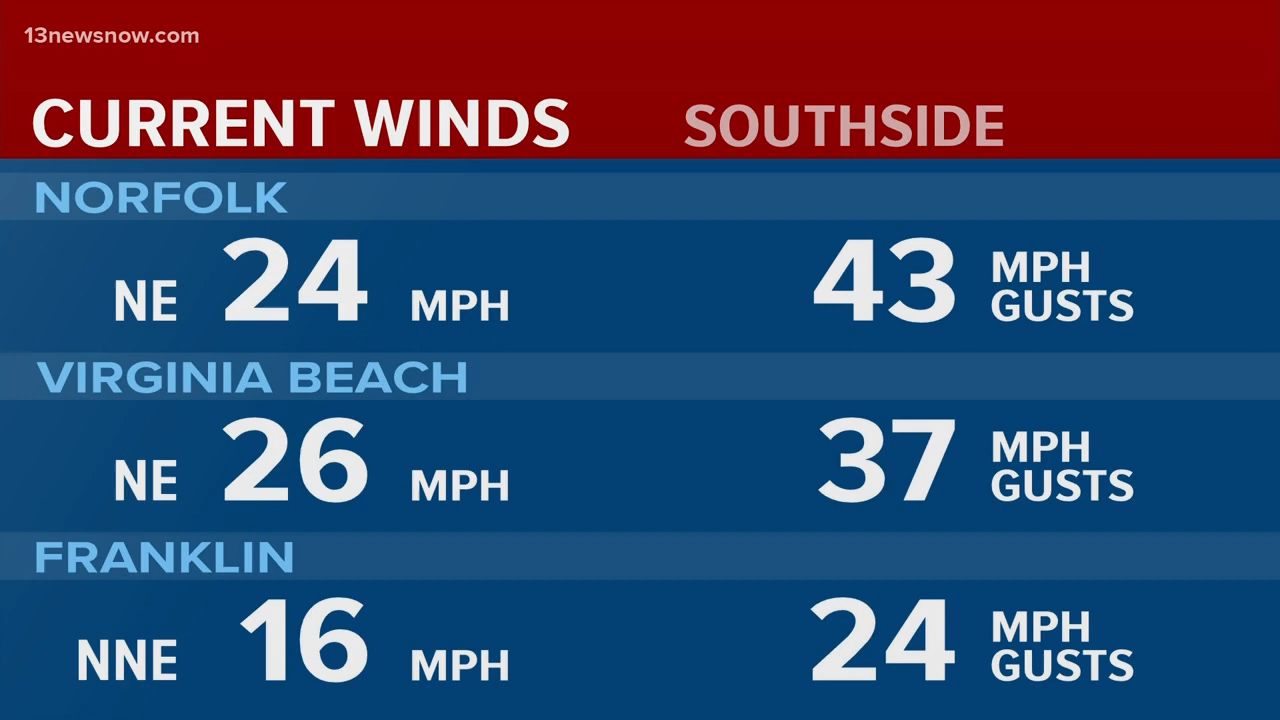 13newsnow.com
CURRENT WINDS SOUTHSIDE
NORFOLK
NE 24 MPH 43 MPH GUSTS
VIRGINIA BEACH
NE 26 MPH 37 MPH GUSTS
FRANKLIN
NNE 16 MPH 24 MPH GUSTS